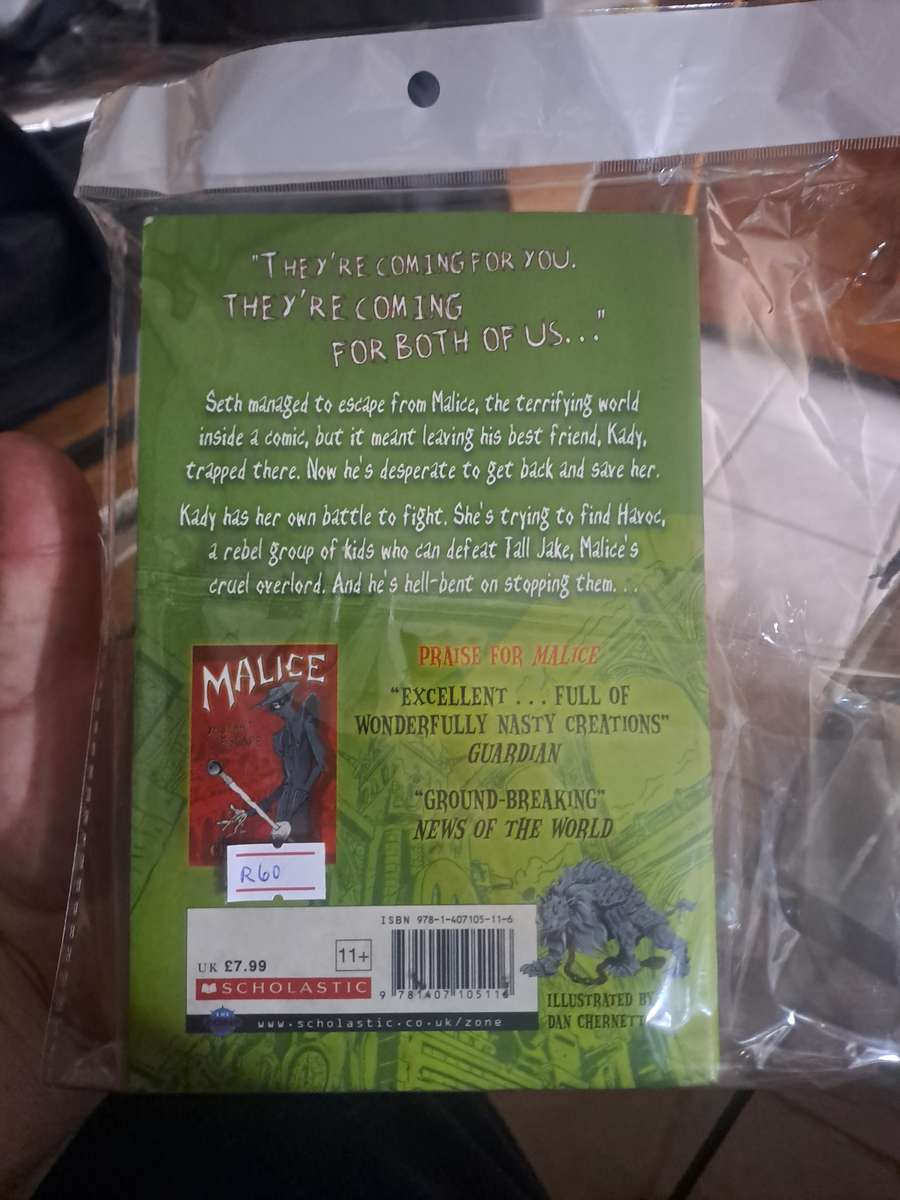 "THEY'RE COMING FOR YOU.
THEY'RE COMING
FOR BOTH OF US..."
Seth managed to escape from Malice, the terrifying world
inside a comic, but it meant leaving his best friend, Kady,
trapped there. Now he's desperate to get back and save her.
Kady has her own battle to fight. She's trying to find Havoc,
a rebel group of kids who can defeat Tall Jake, Malice's
cruel overlord. And he's hell-bent on stopping them...
MALICE
PRAISE FOR MALICE
"EXCELLENT ... FULL OF
WONDERFULLY NASTY CREATIONS"
GUARDIAN
"GROUND-BREAKING"
NEWS OF THE WORLD
R60
ISBN 978-1-407105-11-6
UK £7.99
11+
SCHOLASTIC
9 781407 105116
www.scholastic.co.uk/zone
ILLUSTRATED BY
DAN